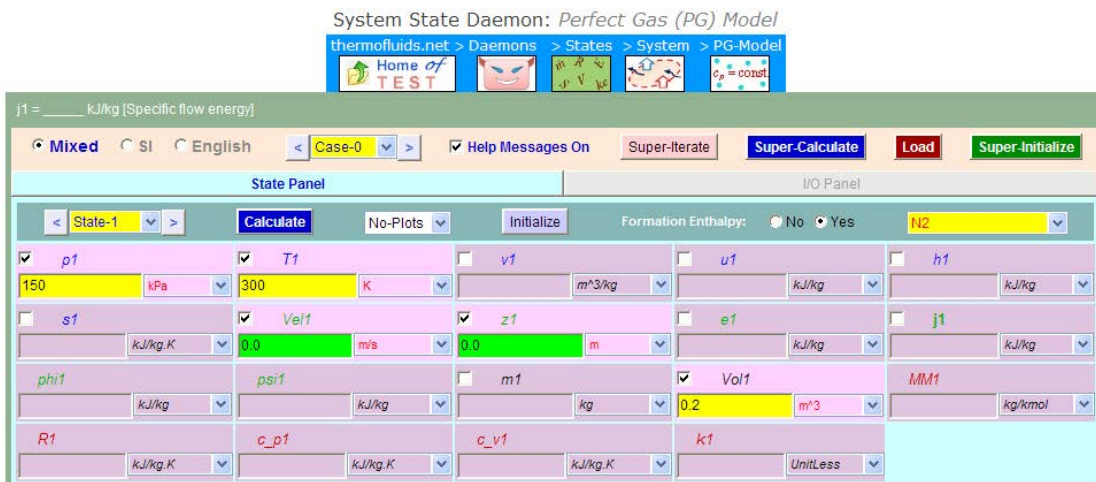 System State Daemon: Perfect Gas (PG) Model
thermofluids.net > Daemons > States > System > PG-Model
Home of TEST
c_p = const.
j1 = _____ kJ/kg [Specific flow energy]
Mixed SI English < Case-0 > Help Messages On Super-Iterate Super-Calculate Load Super-Initialize
State Panel I/O Panel
< State-1 > Calculate No-Plots Initialize Formation Enthalpy: No Yes N2
p1 T1 v1 u1 h1
150 kPa 300 K m^3/kg kJ/kg kJ/kg
s1 Vel1 z1 e1 j1
kJ/kg.K 0.0 m/s 0.0 m kJ/kg kJ/kg
phi1 psi1 m1 Vol1 MM1
kJ/kg kJ/kg kg 0.2 m^3 kg/kmol
R1 c_p1 c_v1 k1
kJ/kg.K kJ/kg.K kJ/kg.K UnitLess